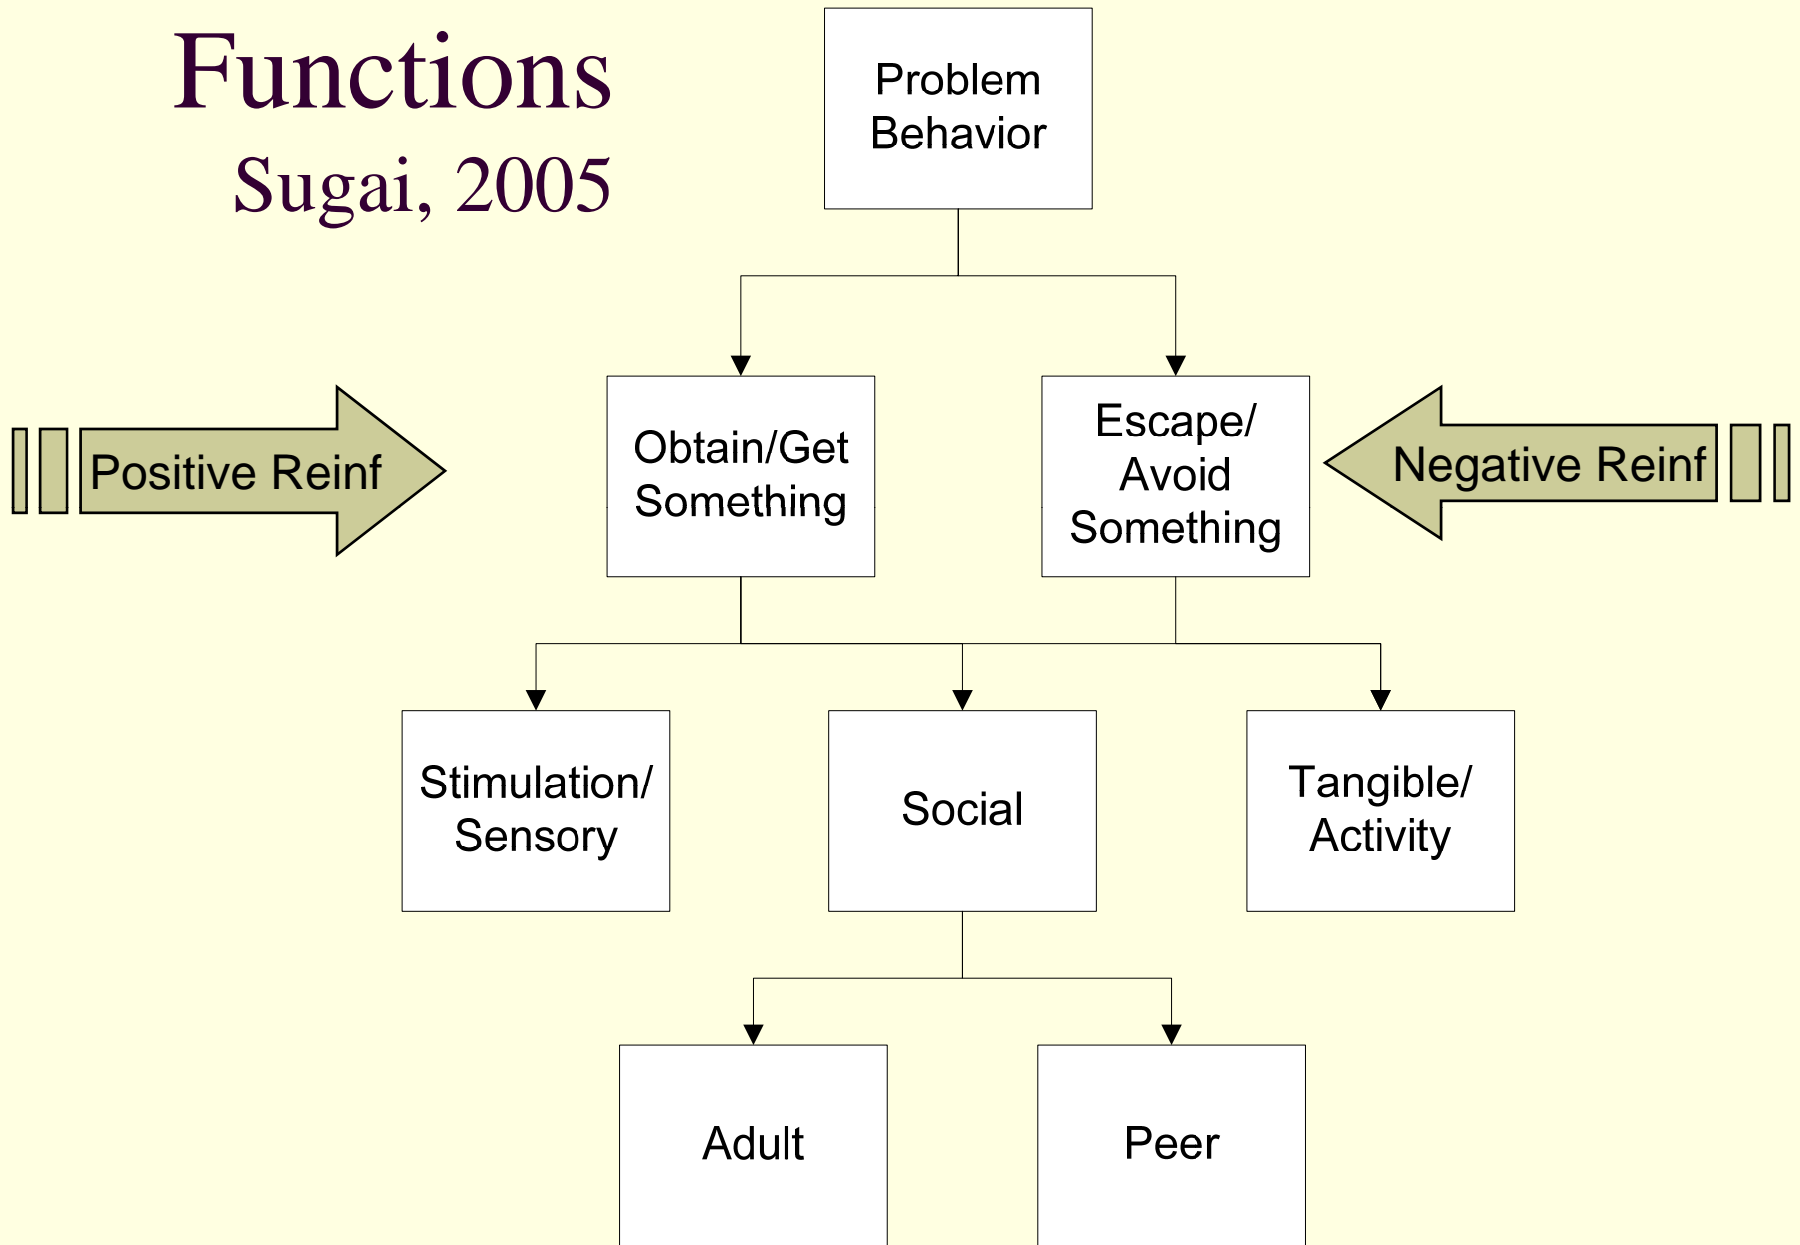 Functions
Sugai, 2005
Problem
Behavior
Positive Reinf
Obtain/Get
Something
Escape/
Avoid
Something
Negative Reinf
Stimulation/
Sensory
Social
Tangible/
Activity
Adult
Peer